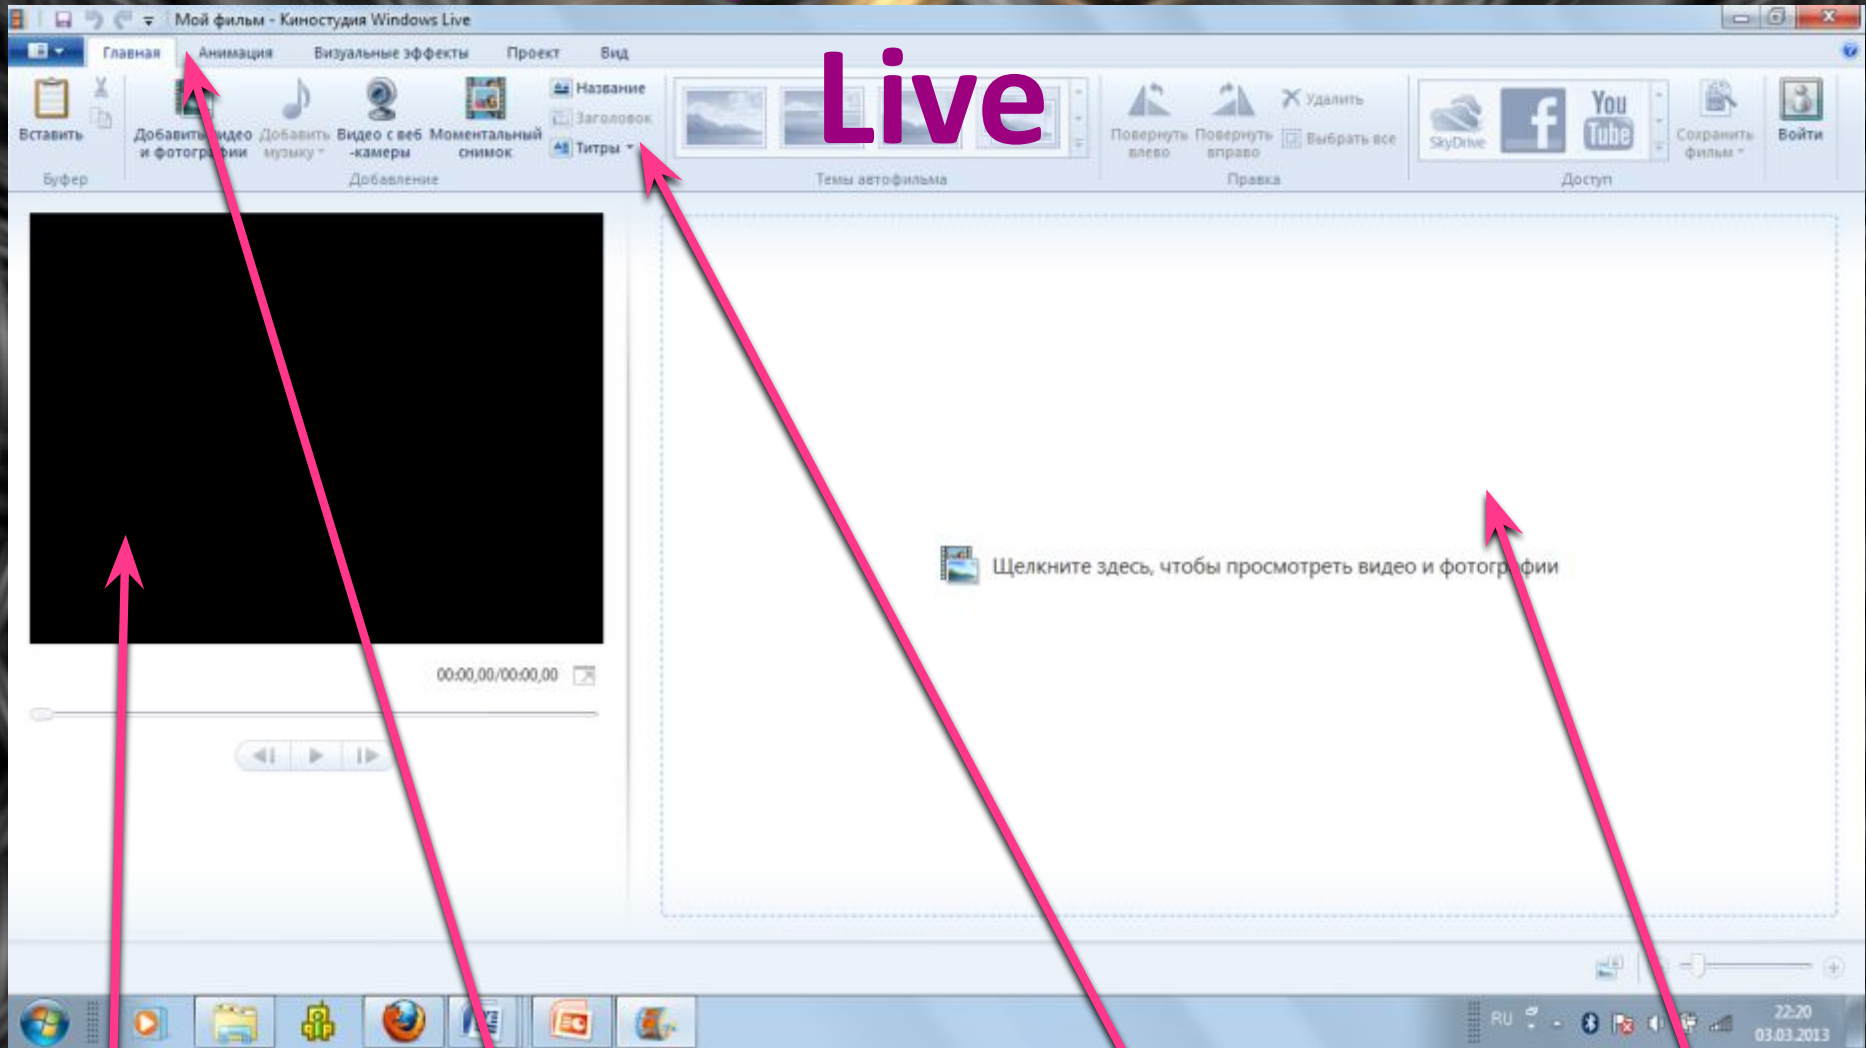 Мой фильм - Киностудия Windows Live
Главная Анимация Визуальные эффекты Проект Вид
Live
Вставить
Добавить видео и фотографии
Добавить музыку
Видео с веб-камеры
Моментальный снимок
Название
Заголовок
Титры
Повернуть влево
Повернуть вправо
Удалить
Выбрать все
SkyDrive
f
You Tube
Сохранить фильм
Войти
Буфер Добавление Темы автофильма Правка Доступ
Щелкните здесь, чтобы просмотреть видео и фотографии
00:00,00/00:00,00
RU
22:20
03.03.2013